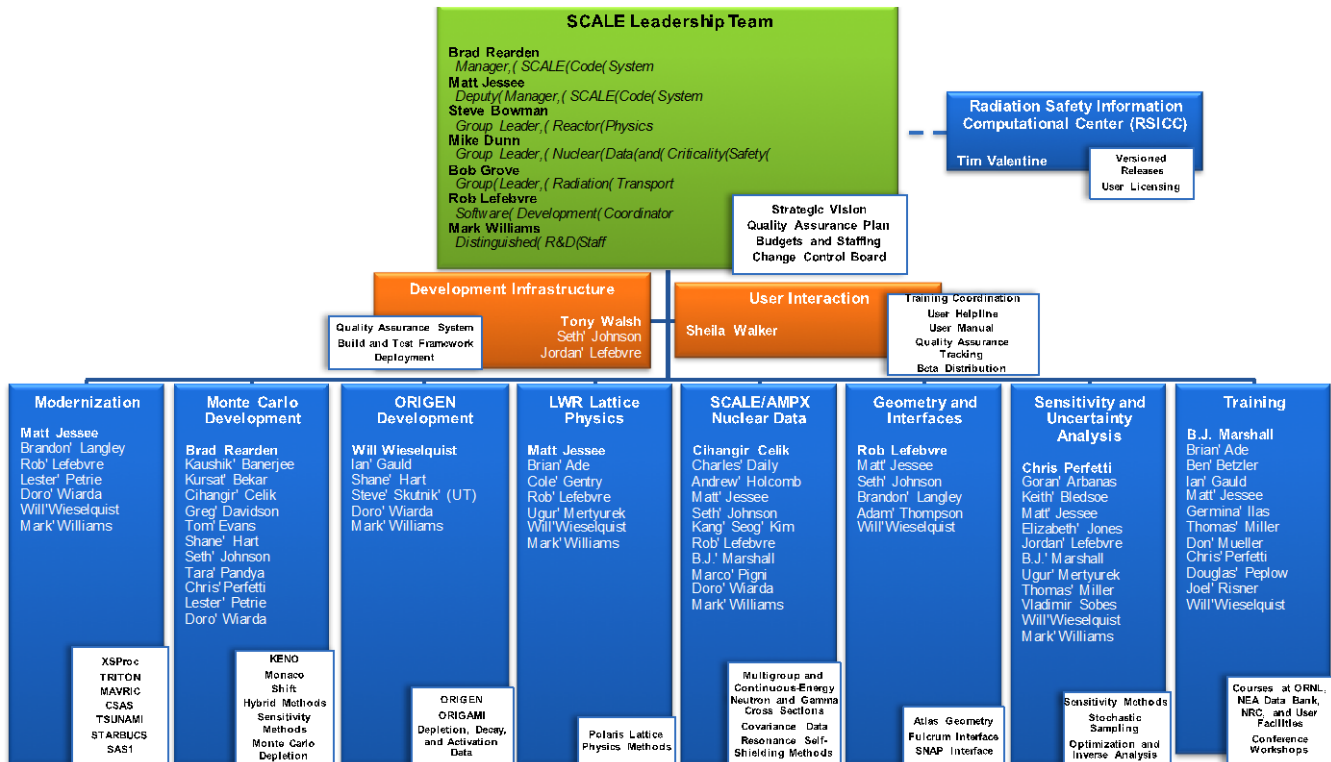 SCALE Leadership Team
Brad Rearden
Manager,( SCALE(Code( System
Matt Jessee
Deputy( Manager,( SCALE(Code( System
Steve Bowman
Group Leader,( Reactor(Physics
Mike Dunn
Group Leader,( Nuclear(Data(and( Criticality(Safety(
Bob Grove
Group( Leader,( Radiation( Transport
Rob Lefebvre
Software( Development( Coordinator
Mark Williams
Distinguished( R&D(Staff
Strategic Vision
Quality Assurance Plan
Budgets and Staffing
Change Control Board
Radiation Safety Information
Computational Center (RSICC)
Tim Valentine
Versioned
Releases
User Licensing
Development Infrastructure
Tony Walsh
Seth' Johnson
Jordan' Lefebvre
Quality Assurance System
Build and Test Framework
Deployment
User Interaction
Sheila Walker
Training Coordination
User Helpline
User Manual
Quality Assurance
Tracking
Beta Distribution
Modernization
Matt Jessee
Brandon' Langley
Rob' Lefebvre
Lester' Petrie
Doro' Wiarda
Will'Wieselquist
Mark'Williams
XSProc
TRITON
MAVRIC
CSAS
TSUNAMI
STARBUCS
SAS1
Monte Carlo
Development
Brad Rearden
Kaushik' Banerjee
Kursat' Bekar
Cihangir' Celik
Greg' Davidson
Tom' Evans
Shane' Hart
Seth' Johnson
Tara' Pandya
Chris'Perfetti
Lester' Petrie
Doro' Wiarda
KENO
Monaco
Shift
Hybrid Methods
Sensitivity
Methods
Monte Carlo
Depletion
ORIGEN
Development
Will Wieselquist
Ian' Gauld
Shane' Hart
Steve' Skutnik' (UT)
Doro' Wiarda
Mark' Williams
ORIGEN
ORIGAMI
Depletion, Decay,
and Activation
Data
LWR Lattice
Physics
Matt Jessee
Brian' Ade
Cole' Gentry
Rob' Lefebvre
Ugur' Mertyurek
Will'Wieselquist
Mark'Williams
Polaris Lattice
Physics Methods
SCALE/AMPX
Nuclear Data
Cihangir Celik
Charles' Daily
Andrew' Holcomb
Matt' Jessee
Seth' Johnson
Kang' Seog' Kim
Rob' Lefebvre
B.J.' Marshall
Marco' Pigni
Doro' Wiarda
Mark' Williams
Multigroup and
Continuous-Energy
Neutron and Gamma
Cross Sections
Covariance Data
Resonance Self-
Shielding Methods
Geometry and
Interfaces
Rob Lefebvre
Matt' Jessee
Seth' Johnson
Brandon' Langley
Adam' Thompson
Will'Wieselquist
Atlas Geometry
Fulcrum Interface
SNAP Interface
Sensitivity and
Uncertainty
Analysis
Chris Perfetti
Goran' Arbanas
Keith' Bledsoe
Matt' Jessee
Elizabeth' Jones
Jordan' Lefebvre
B.J.' Marshall
Ugur' Mertyurek
Thomas' Miller
Vladimir Sobes
Will'Wieselquist
Mark'Williams
Sensitivity Methods
Stochastic
Sampling
Optimization and
Inverse Analysis
Training
B.J. Marshall
Brian' Ade
Ben' Betzler
Ian' Gauld
Matt' Jessee
Germina' Ilas
Thomas' Miller
Don' Mueller
Chris'Perfetti
Douglas' Peplow
Joel' Risner
Will'Wieselquist
Courses at ORNL,
NEA Data Bank,
NRC, and User
Facilities
Conference
Workshops